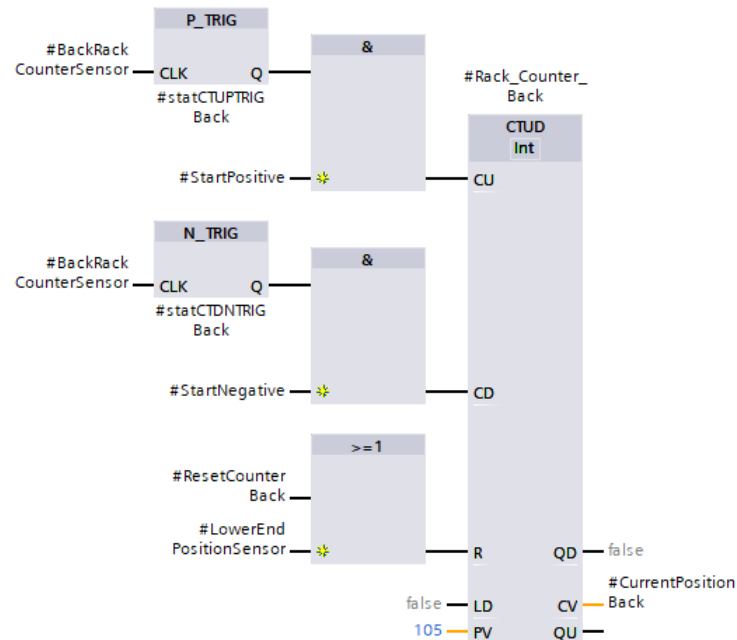 P_TRIG
#BackRack
CounterSensor
CLK Q
#statCTUPTRIG
Back
&
#StartPositive
#Rack_Counter_
Back
CTUD
Int
CU
N_TRIG
#BackRack
CounterSensor
CLK Q
#statCTDNTRIG
Back
&
#StartNegative
CD
>=1
#ResetCounter
Back
#LowerEnd
PositionSensor
R QD false
#CurrentPosition
Back
false LD CV
105 PV QU